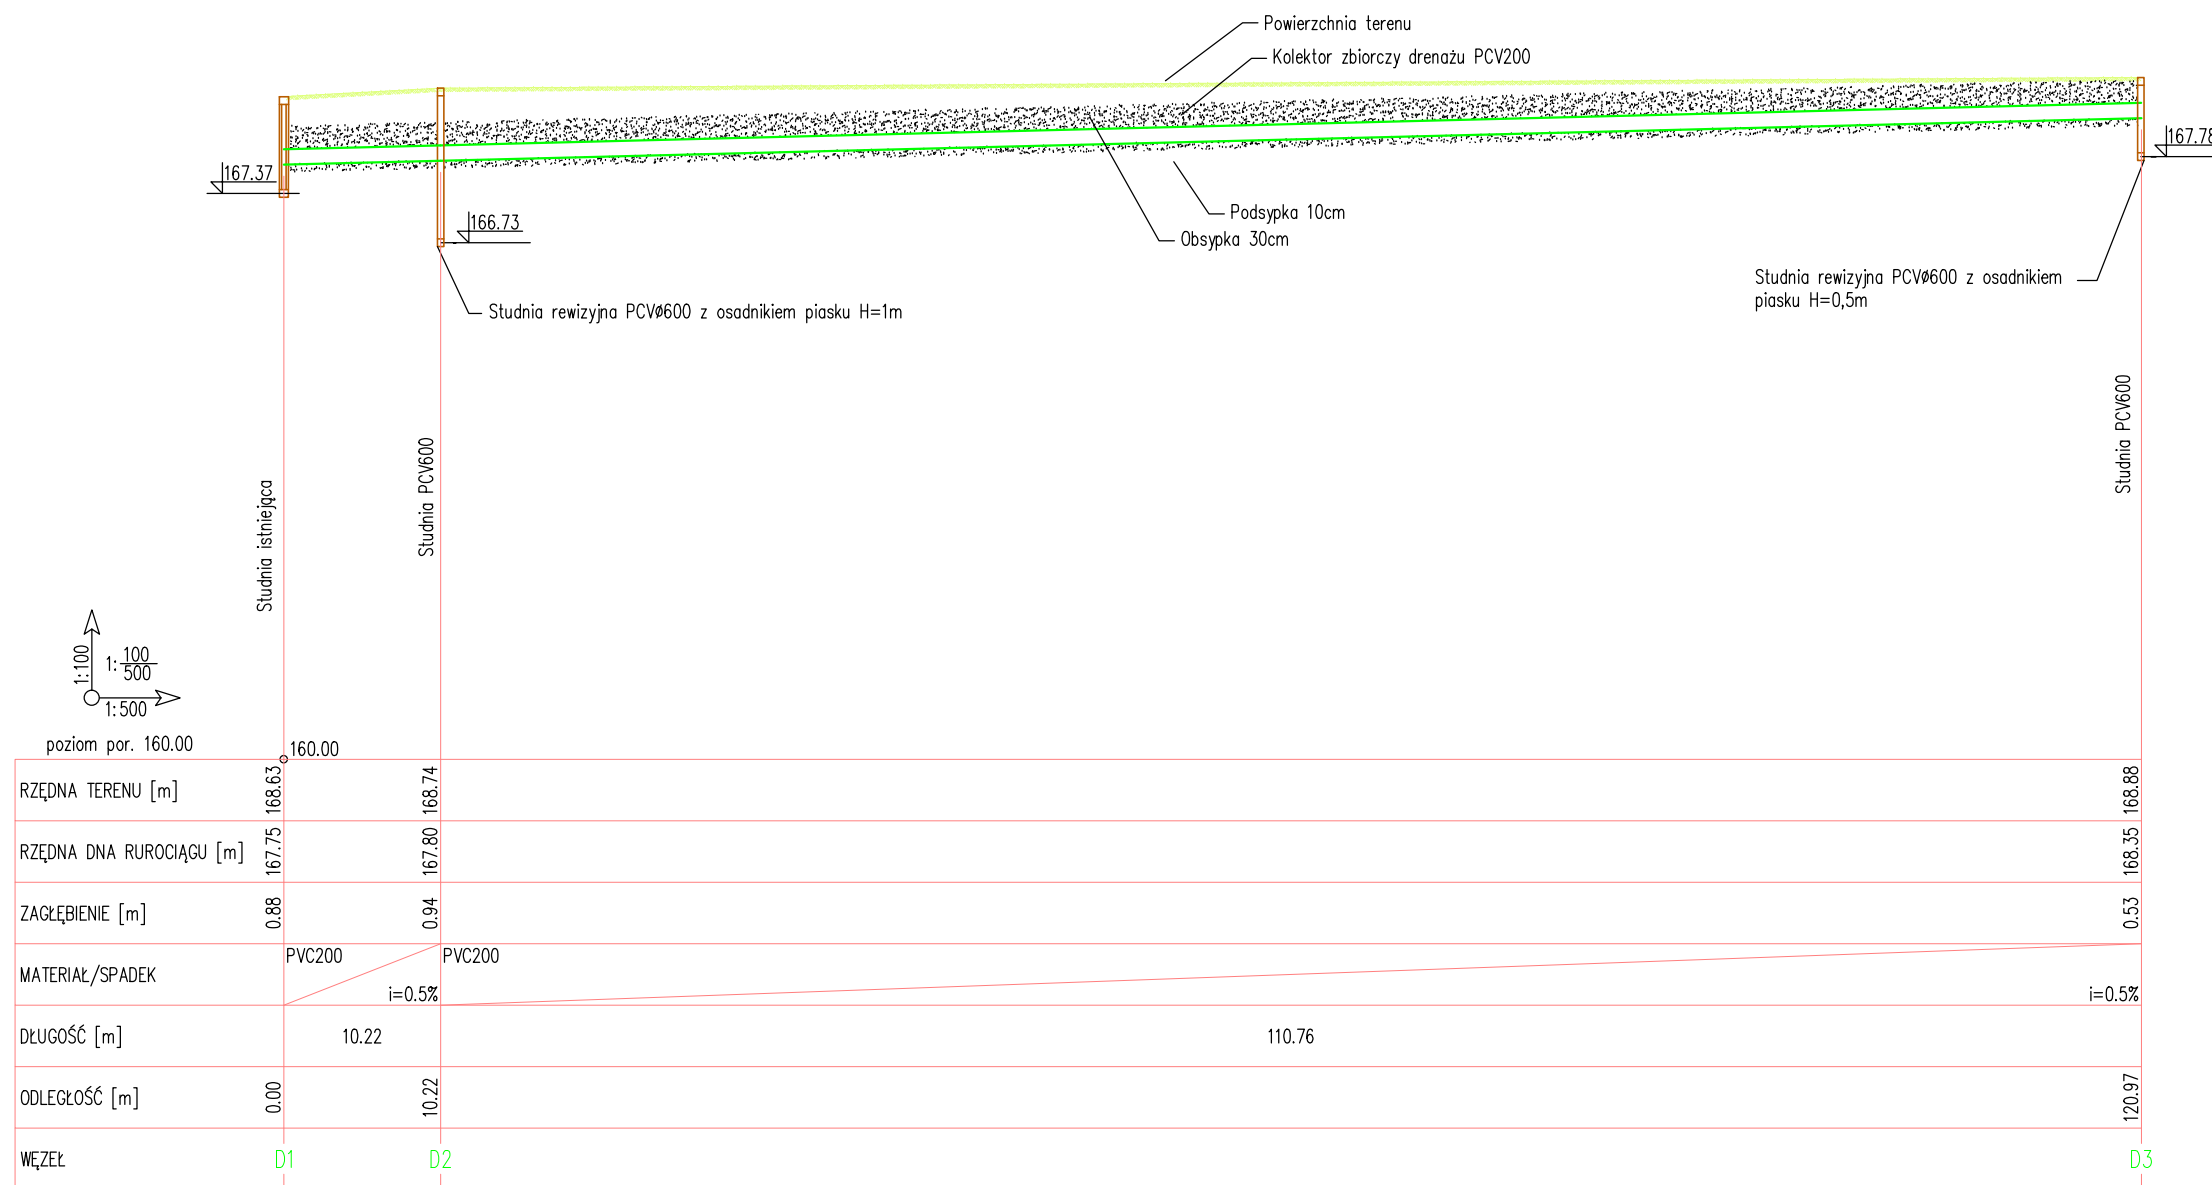 Powierzchnia terenu
Kolektor zbiorczy drenażu PCV200
167.37
167.78
166.73
Podsypka 10cm
Obsypka 30cm
Studnia rewizyjna PCVø600 z osadnikiem
piasku H=0,5m
Studnia rewizyjna PCVø600 z osadnikiem piasku H=1m
Studnia istniejąca
Studnia PCV600
Studnia PCV600
1:100
1:100/500
1:500
poziom por. 160.00
160.00
RZĘDNA TERENU [m] 168.63 168.74 168.88
RZĘDNA DNA RUROCIĄGU [m] 167.75 167.80 168.35
ZAGŁĘBIENIE [m] 0.88 0.94 0.53
PVC200 PVC200
MATERIAŁ/SPADEK
i=0.5% i=0.5%
DŁUGOŚĆ [m] 10.22 110.76
ODLEGŁOŚĆ [m] 0.00 10.22 120.97
WĘZEŁ D1 D2 D3